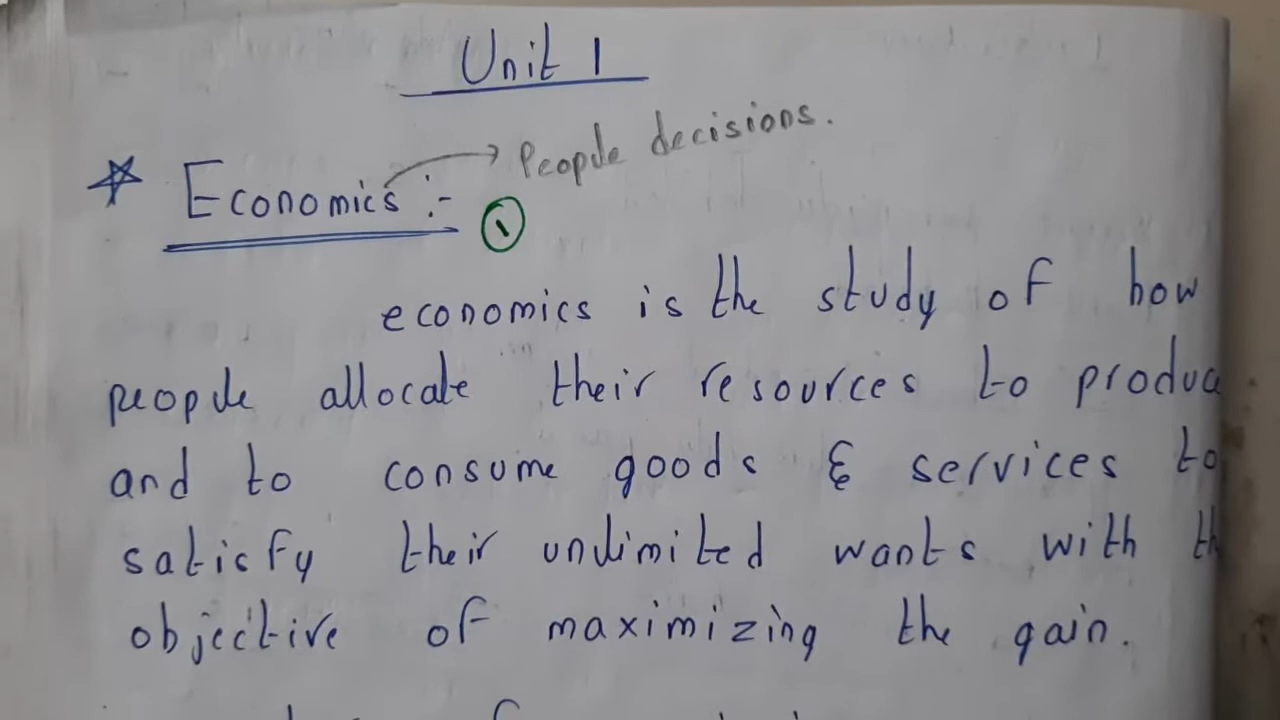 Unit 1
People decisions.
Economics :-
1
economics is the study of how
people allocate their resources to produc
and to consume goods & services to
satisfy their unlimited wants with th
objective of maximizing the gain.